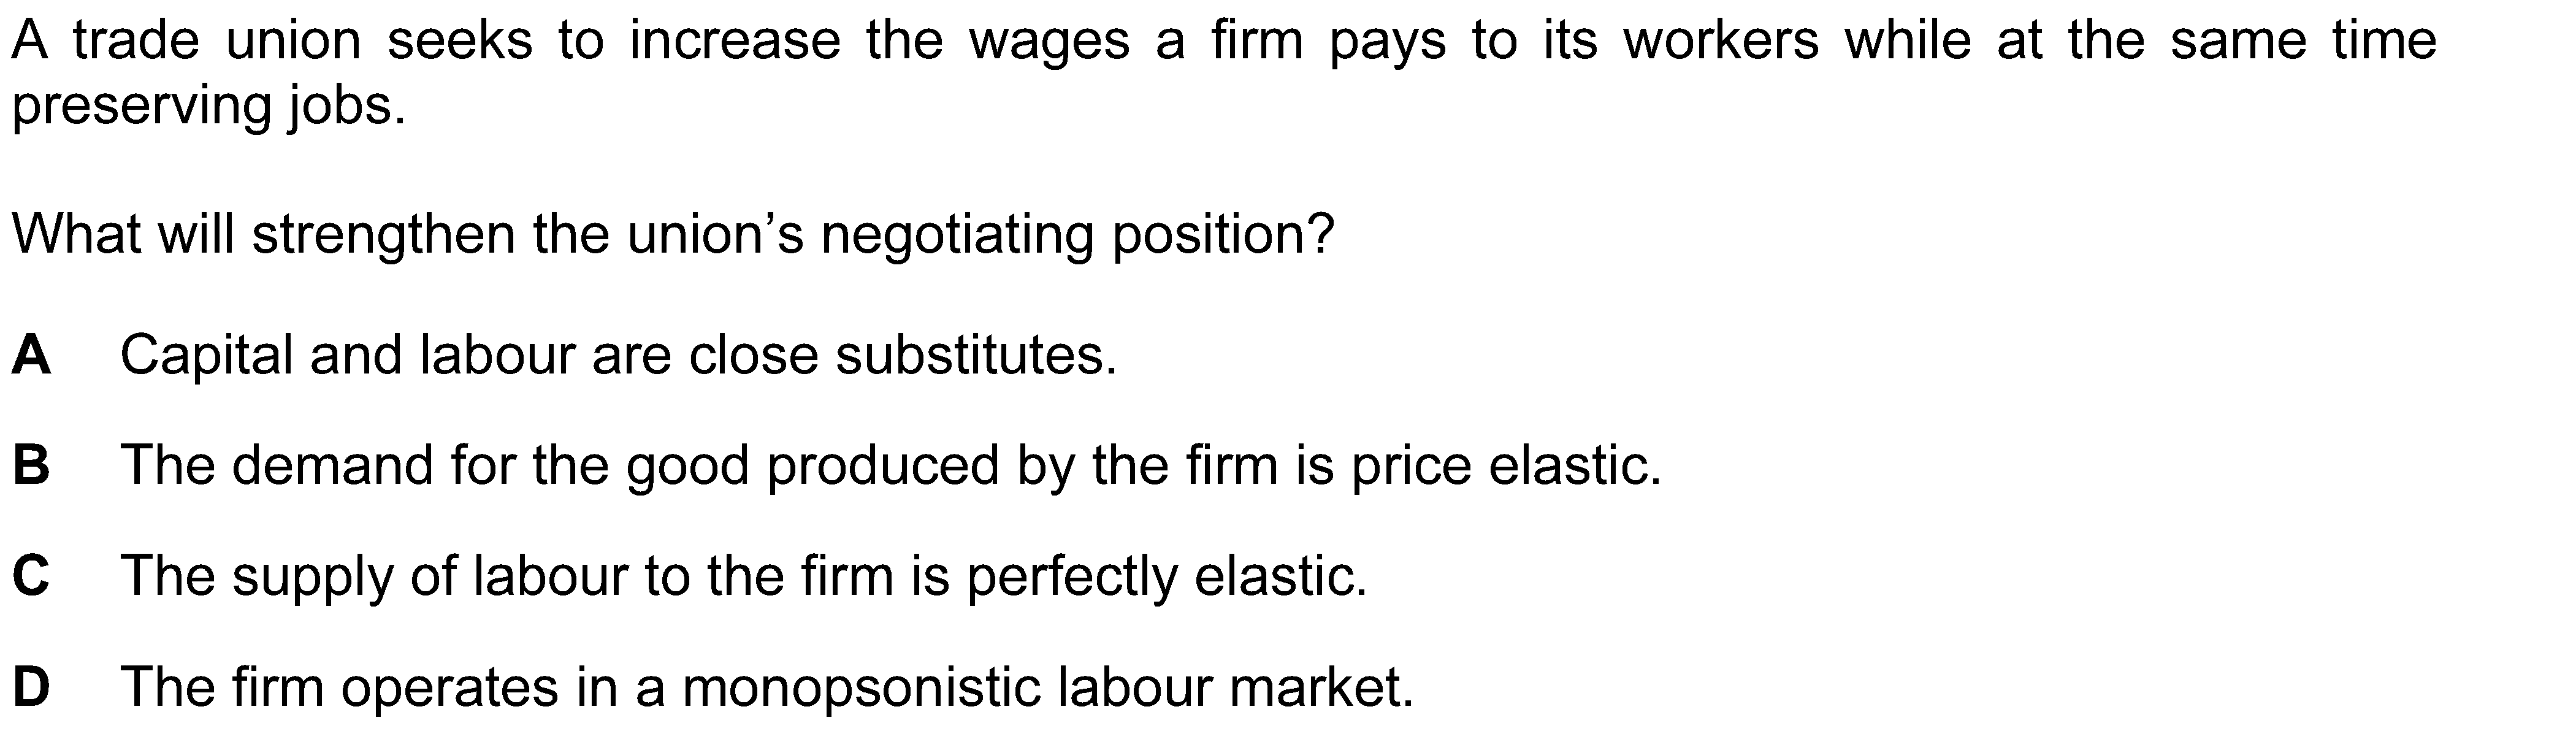 A trade union seeks to increase the wages a firm pays to its workers while at the same time
preserving jobs.
What will strengthen the union’s negotiating position?
A Capital and labour are close substitutes.
B The demand for the good produced by the firm is price elastic.
C The supply of labour to the firm is perfectly elastic.
D The firm operates in a monopsonistic labour market.